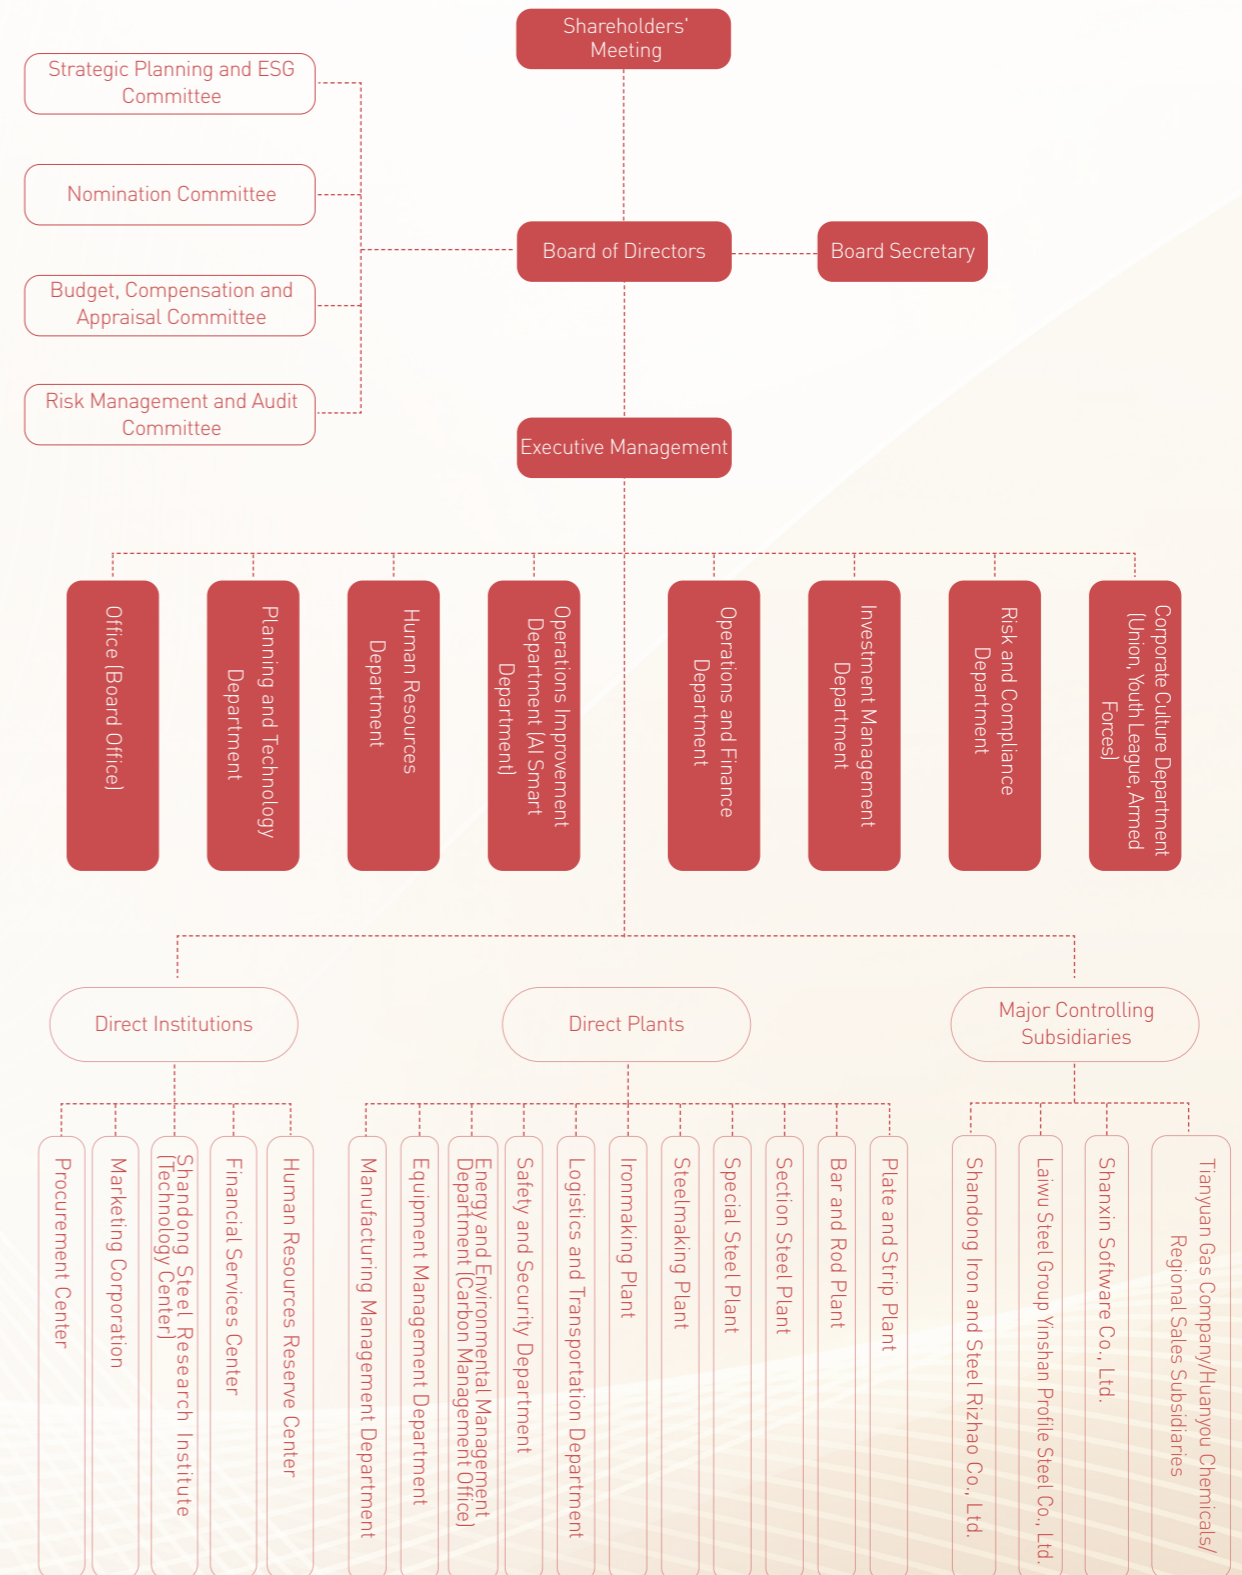 Shareholders'
Meeting
Strategic Planning and ESG
Committee
Nomination Committee
Board of Directors
Board Secretary
Budget, Compensation and
Appraisal Committee
Risk Management and Audit
Committee
Executive Management
Office (Board Office)
Planning and Technology
Department
Human Resources
Department
Operations Improvement
Department (AI Smart
Department)
Operations and Finance
Department
Investment Management
Department
Risk and Compliance
Department
Corporate Culture Department
(Union, Youth League, Armed
Forces)
Direct Institutions
Direct Plants
Major Controlling
Subsidiaries
Procurement Center
Marketing Corporation
Shandong Steel Research Institute
(Technology Center)
Financial Services Center
Human Resources Reserve Center
Manufacturing Management Department
Equipment Management Department
Energy and Environmental Management
Department (Carbon Management Office)
Safety and Security Department
Logistics and Transportation Department
Ironmaking Plant
Steelmaking Plant
Special Steel Plant
Section Steel Plant
Bar and Rod Plant
Plate and Strip Plant
Shandong Iron and Steel Rizhao Co., Ltd.
Laiwu Steel Group Yinshan Profile Steel Co., Ltd.
Shanxin Software Co., Ltd.
Tianyuan Gas Company/Huanyou Chemicals/
Regional Sales Subsidiaries